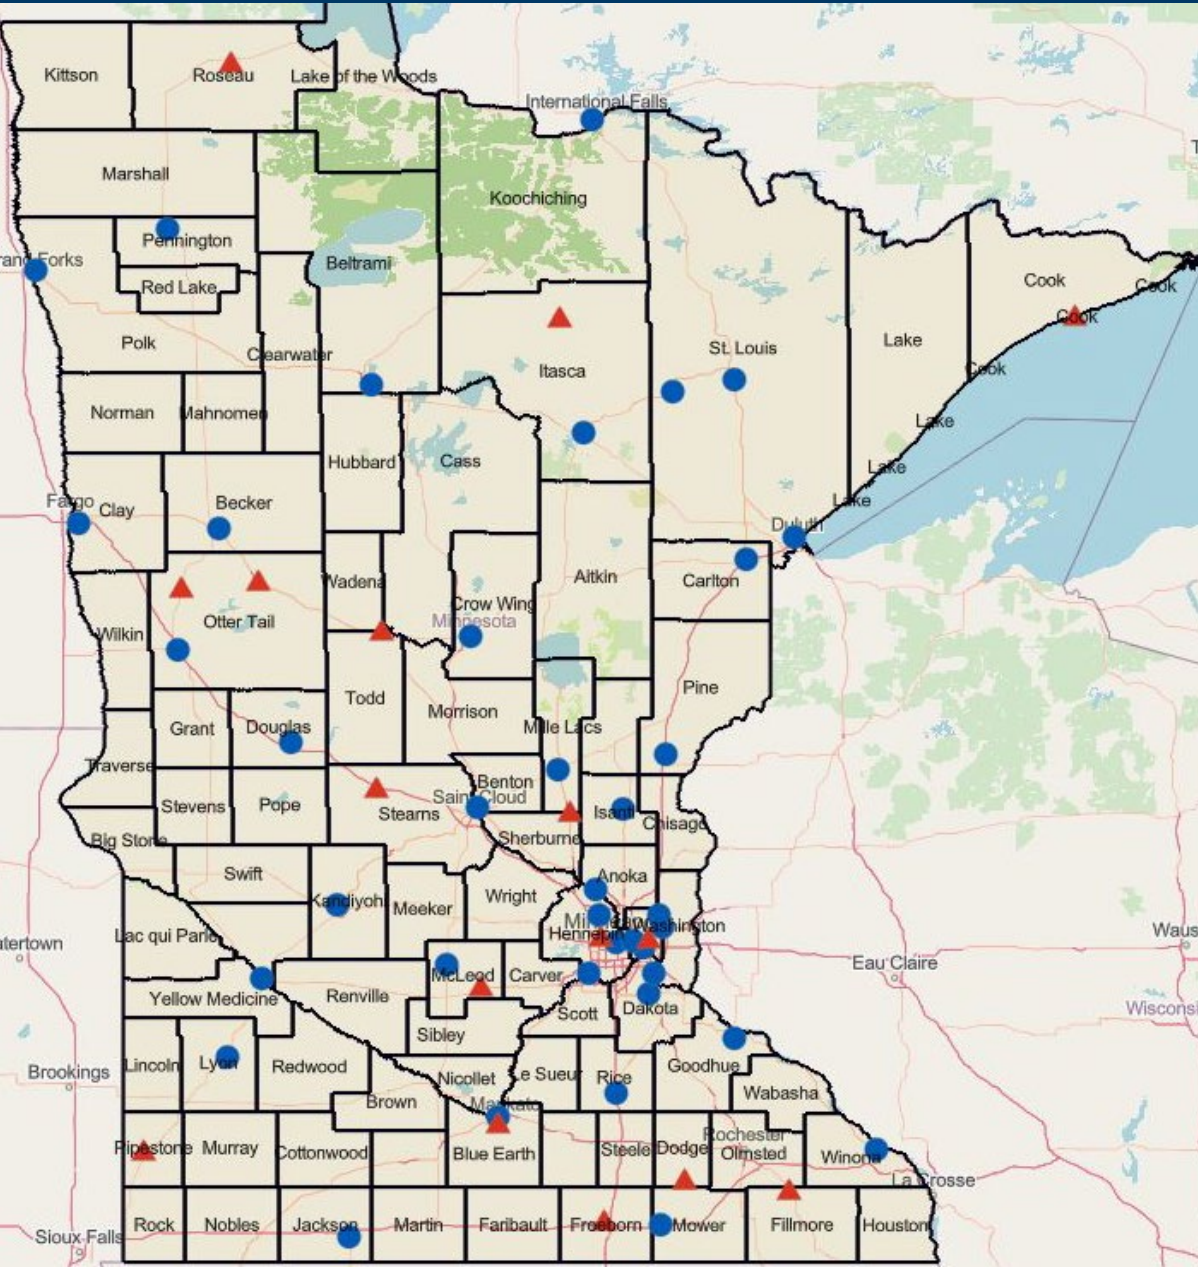 Kittson
Roseau
Lake of the Woods
International Falls
Marshall
Koochiching
Pennington
Beltrami
Red Lake
Cook
Cook
Cook
Polk
Clearwater
Itasca
St. Louis
Lake
Cook
Norman
Mahnomen
Hubbard
Cass
Lake
Lake
Lake
Fargo
Clay
Becker
Duluth
Wadena
Aitkin
Carlton
Crow Wing
Minnesota
Wilkin
Otter Tail
Todd
Pine
Morrison
Grant
Douglas
Mille Lacs
Traverse
Benton
Saint Cloud
Stevens
Pope
Stearns
Isanti
Chisago
Sherburne
Big Stone
Swift
Anoka
Kandiyohi
Meeker
Wright
Washington
Hennepin
Lac qui Parle
Eau Claire
McLeod
Carver
Yellow Medicine
Renville
Scott
Dakota
Sibley
Lincoln
Lyon
Redwood
Nicollet
Le Sueur
Rice
Goodhue
Brookings
Wabasha
Brown
Mankato
Pipestone
Murray
Cottonwood
Blue Earth
Steele
Dodge
Rochester
Olmsted
Winona
La Crosse
Rock
Nobles
Jackson
Martin
Faribault
Freeborn
Mower
Fillmore
Houston
Sioux Falls